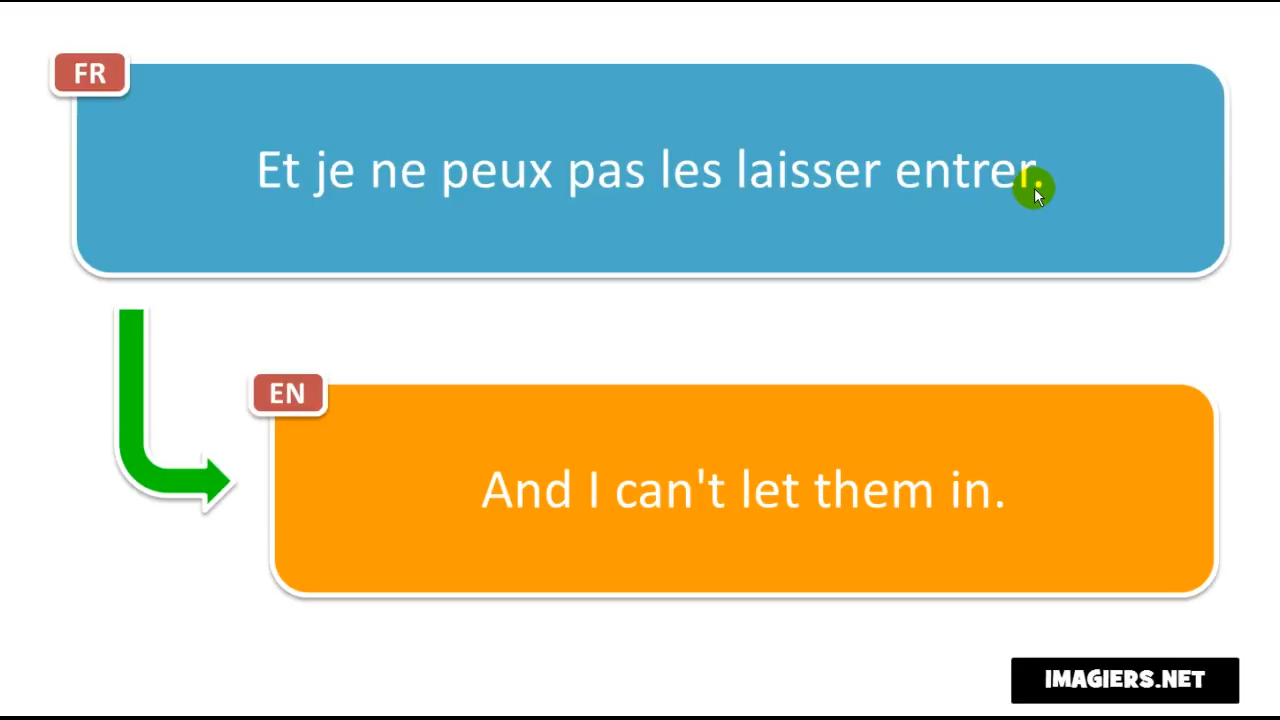 FR
Et je ne peux pas les laisser entrer.
EN
And I can't let them in.
IMAGIERS.NET